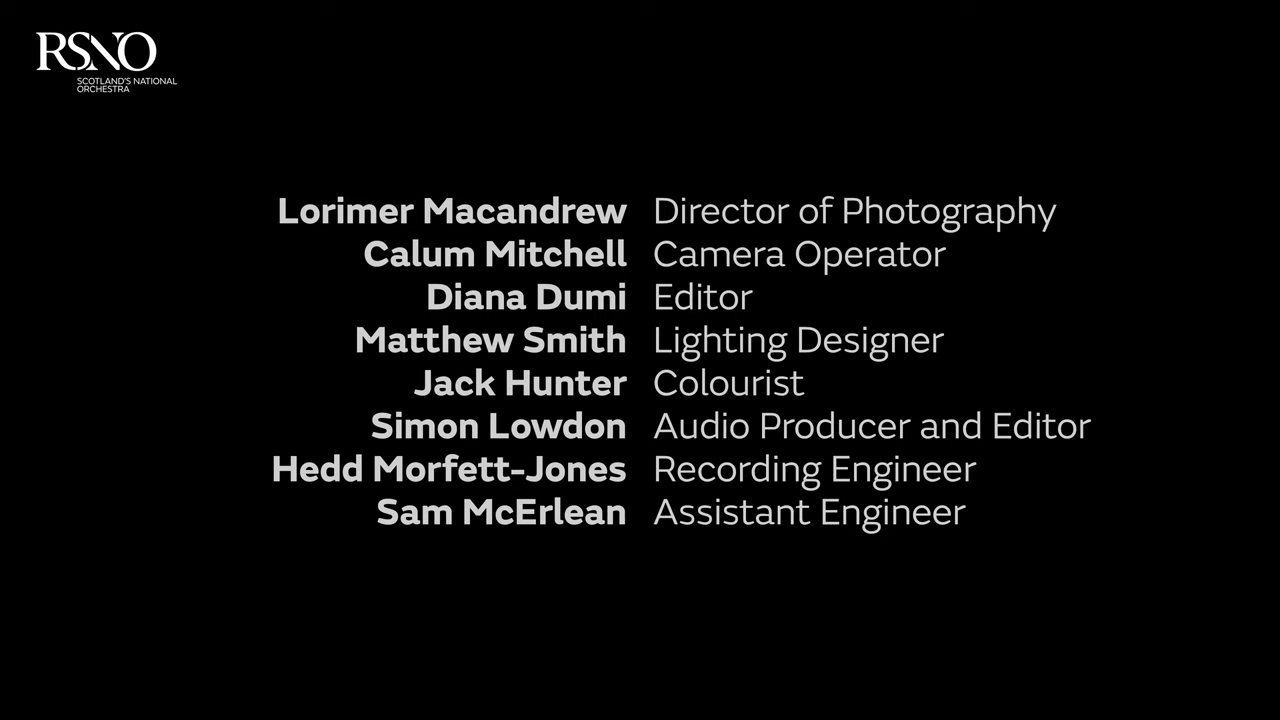 RSNO
SCOTLAND'S NATIONAL
ORCHESTRA
Lorimer Macandrew Director of Photography
Calum Mitchell Camera Operator
Diana Dumi Editor
Matthew Smith Lighting Designer
Jack Hunter Colourist
Simon Lowdon Audio Producer and Editor
Hedd Morfett-Jones Recording Engineer
Sam McErlean Assistant Engineer